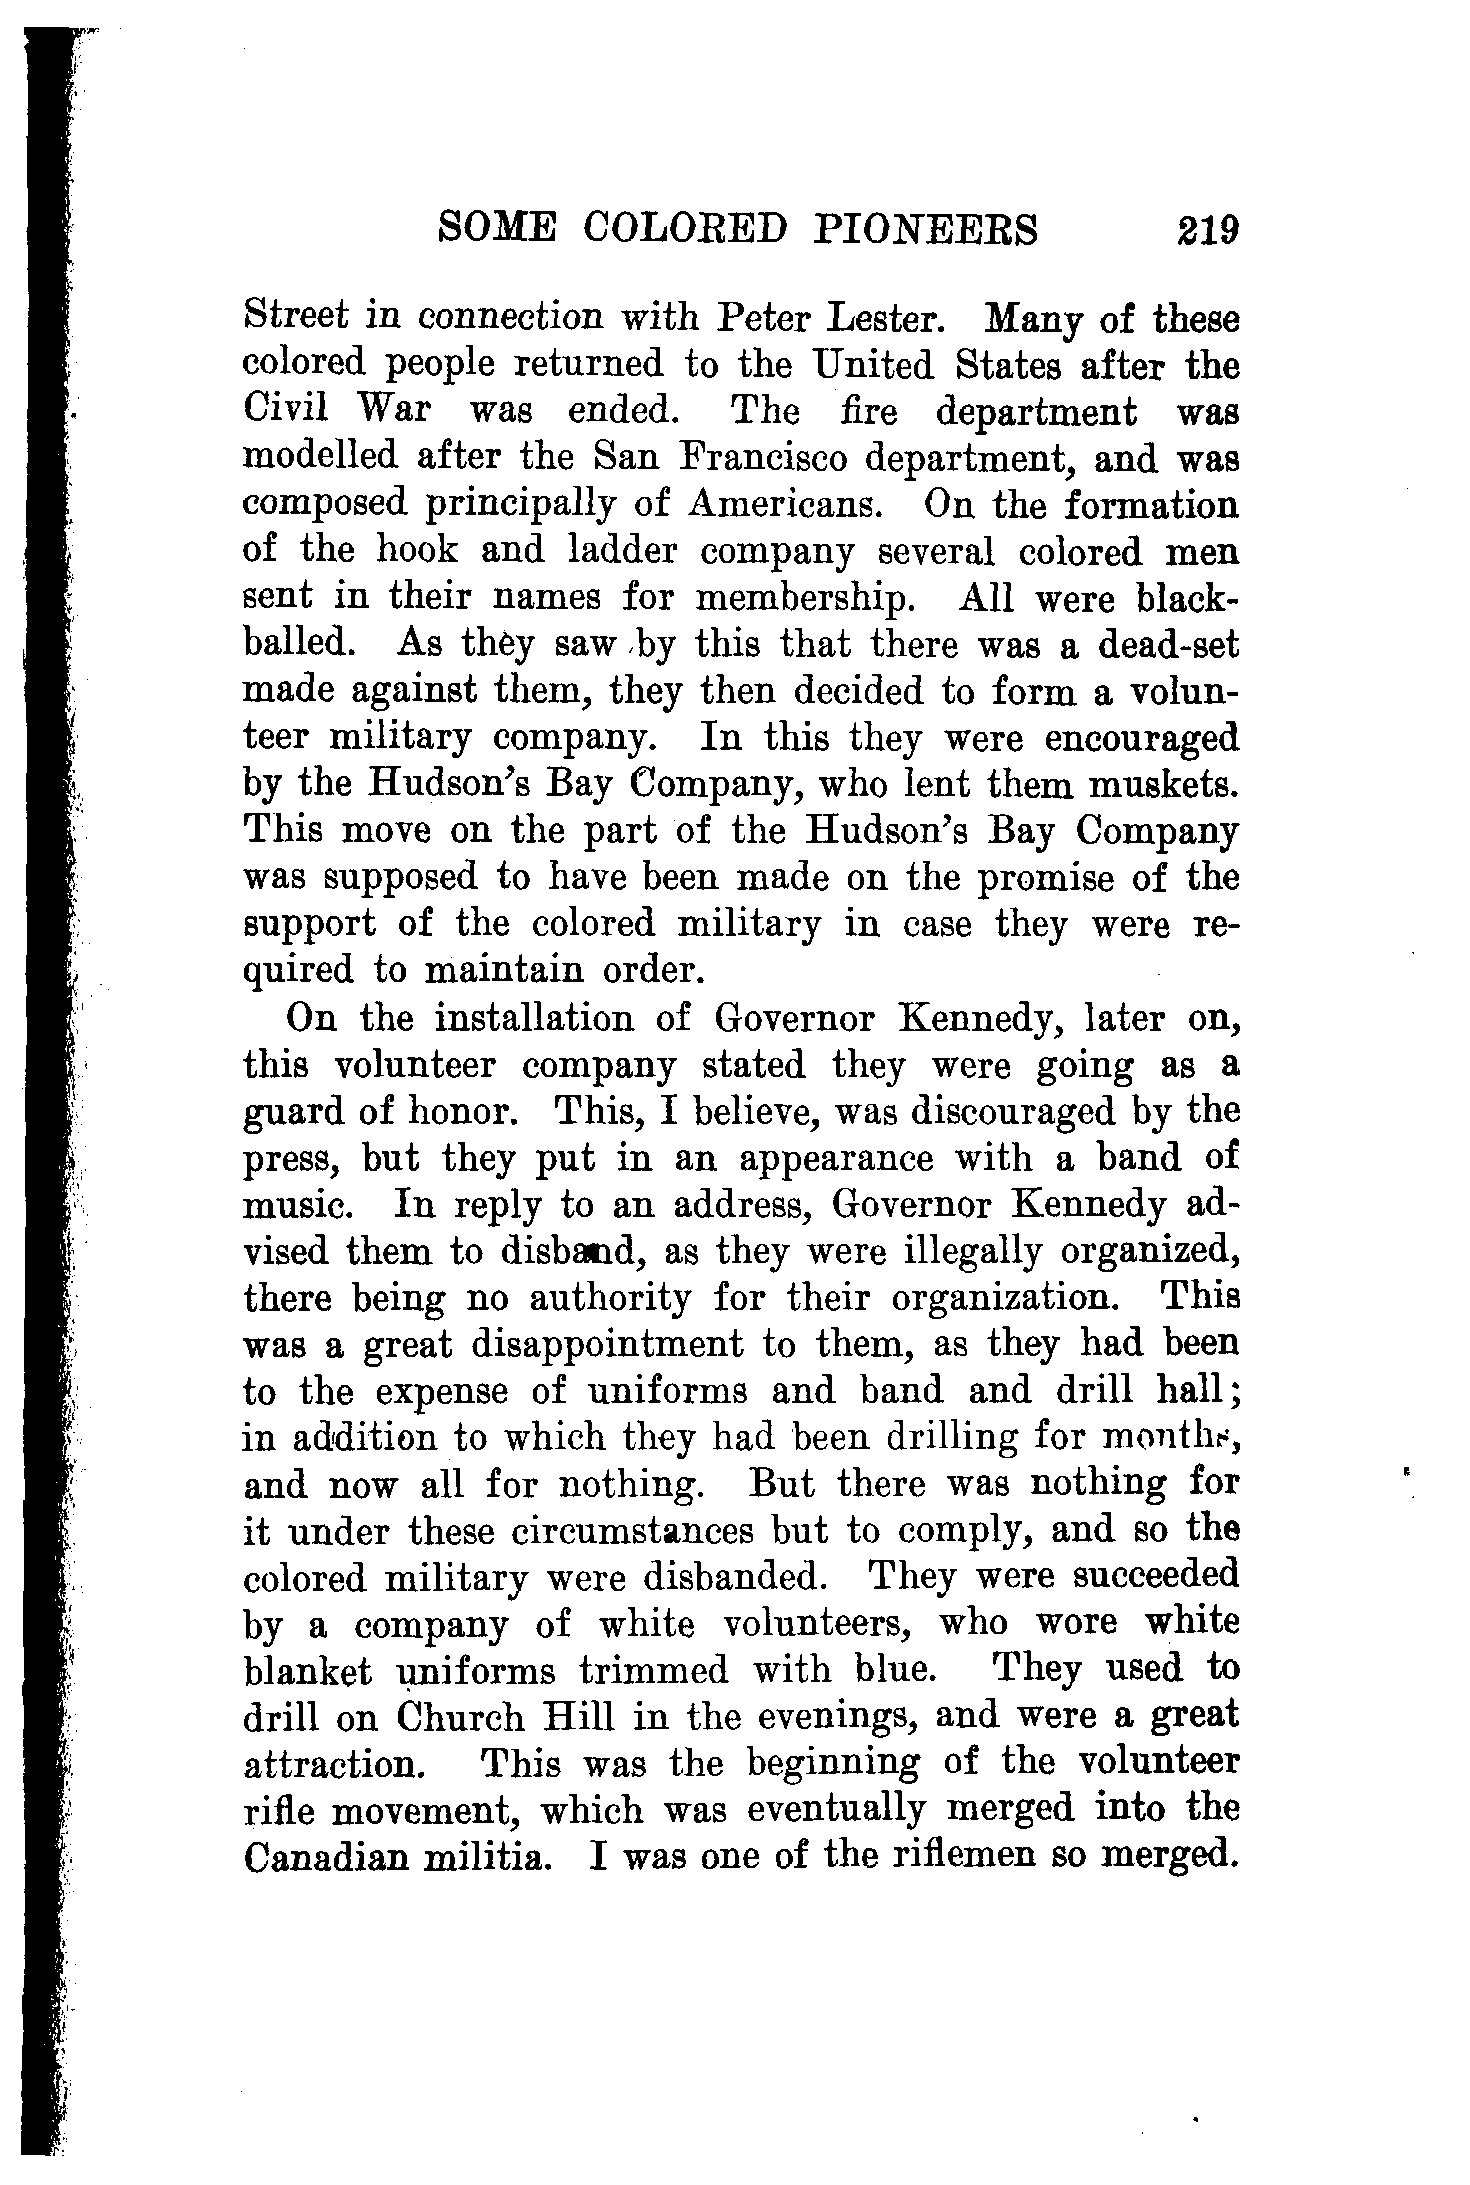 SOME COLORED PIONEERS 219
Street in connection with Peter Lester. Many of these
colored people returned to the United States after the
Civil War was ended. The fire department was
modelled after the San Francisco department, and was
composed principally of Americans. On the formation
of the hook and ladder company several colored men
sent in their names for membership. All were black-
balled. As they saw by this that there was a dead-set
made against them, they then decided to form a volun-
teer military company. In this they were encouraged
by the Hudson's Bay Company, who lent them muskets.
This move on the part of the Hudson's Bay Company
was supposed to have been made on the promise of the
support of the colored military in case they were re-
quired to maintain order.
On the installation of Governor Kennedy, later on,
this volunteer company stated they were going as a
guard of honor. This, I believe, was discouraged by the
press, but they put in an appearance with a band of
music. In reply to an address, Governor Kennedy ad-
vised them to disband, as they were illegally organized,
there being no authority for their organization. This
was a great disappointment to them, as they had been
to the expense of uniforms and band and drill hall;
in addition to which they had been drilling for months,
and now all for nothing. But there was nothing for
it under these circumstances but to comply, and so the
colored military were disbanded. They were succeeded
by a company of white volunteers, who wore white
blanket uniforms trimmed with blue. They used to
drill on Church Hill in the evenings, and were a great
attraction. This was the beginning of the volunteer
rifle movement, which was eventually merged into the
Canadian militia. I was one of the riflemen so merged.